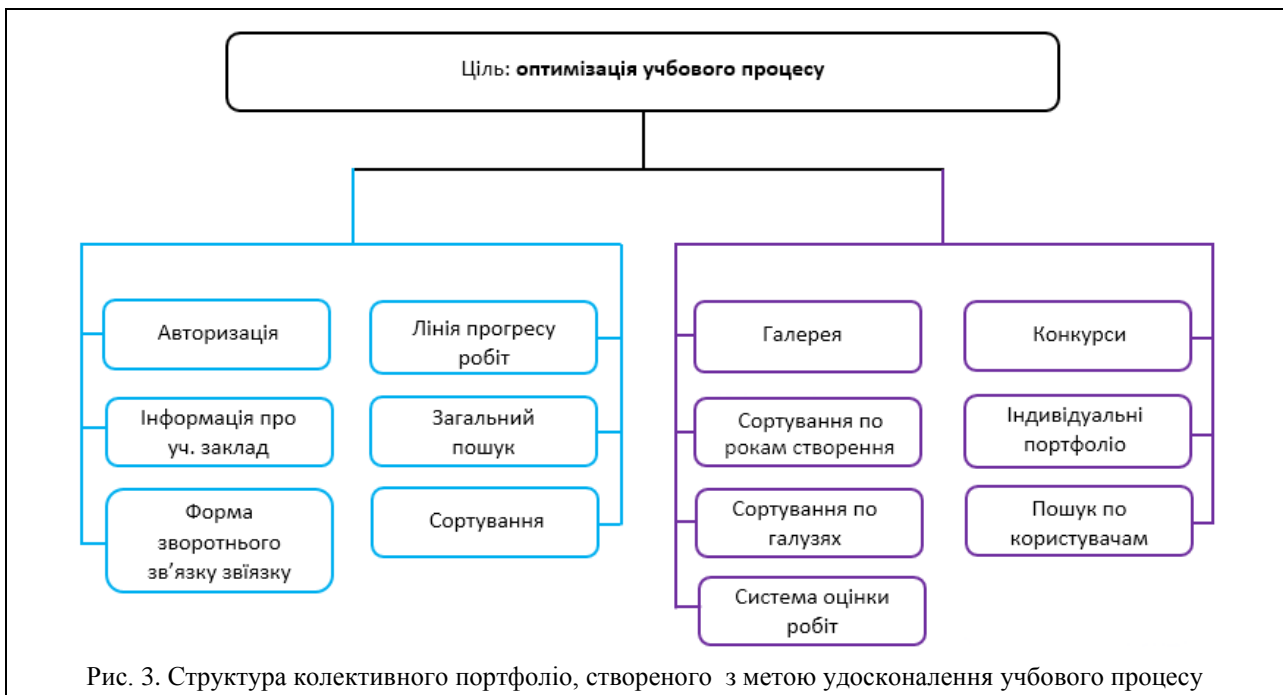 Ціль: оптимізація учбового процесу
Авторизація
Інформація про
уч. заклад
Форма
зворотнього
зв’язку звїязку
Лінія прогресу
робіт
Загальний
пошук
Сортування
Галерея
Сортування по
рокам створення
Сортування по
галузях
Система оцінки
робіт
Конкурси
Індивідуальні
портфоліо
Пошук по
користувачам
Рис. 3. Структура колективного портфоліо, створеного з метою удосконалення учбового процесу